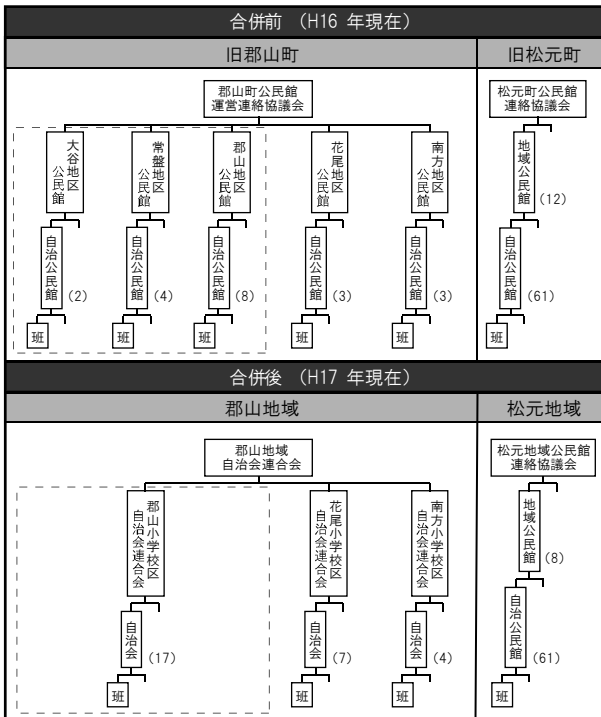 合併前（H16 年現在）
旧郡山町
旧松元町
郡山町公民館
運営連絡協議会
松元町公民館
連絡協議会
大谷地区
公民館
常盤地区
公民館
郡山地区
公民館
花尾地区
公民館
南方地区
公民館
地域公民館
(12)
自治公民館
(2)
自治公民館
(4)
自治公民館
(8)
自治公民館
(3)
自治公民館
(3)
自治公民館
(61)
班
班
班
班
班
班
合併後（H17 年現在）
郡山地域
松元地域
郡山地域
自治会連合会
松元地域公民館
連絡協議会
郡山小学校区
自治会連合会
花尾小学校区
自治会連合会
南方小学校区
自治会連合会
地域公民館
(8)
自治会
(17)
自治会
(7)
自治会
(4)
自治公民館
(61)
班
班
班
班